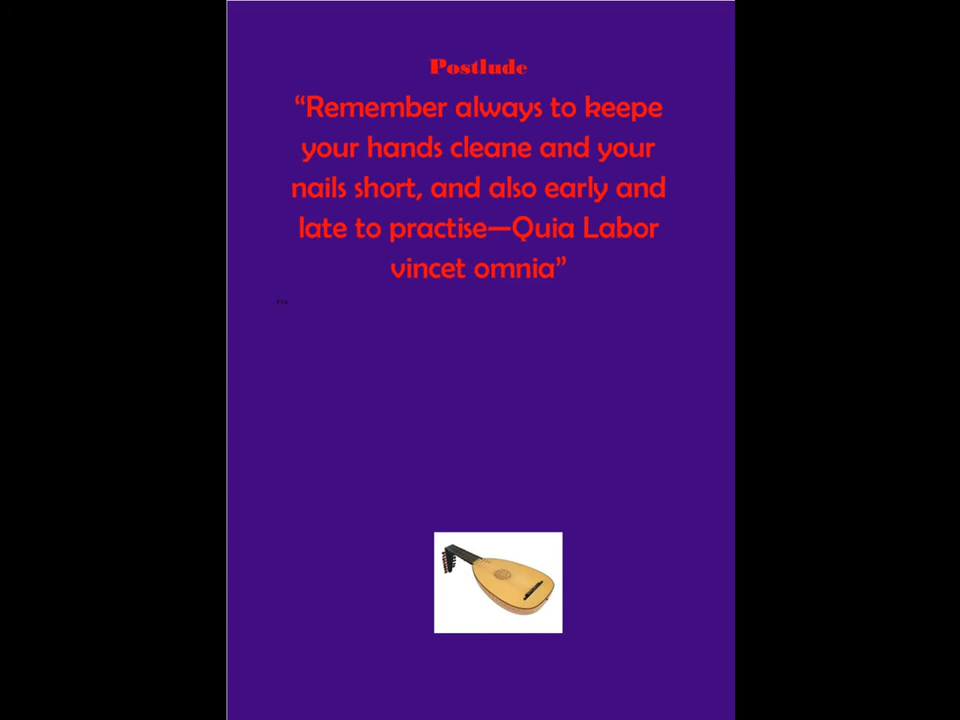 Postlude
“Remember always to keepe
your hands cleane and your
nails short, and also early and
late to practise—Quia Labor
vincet omnia”